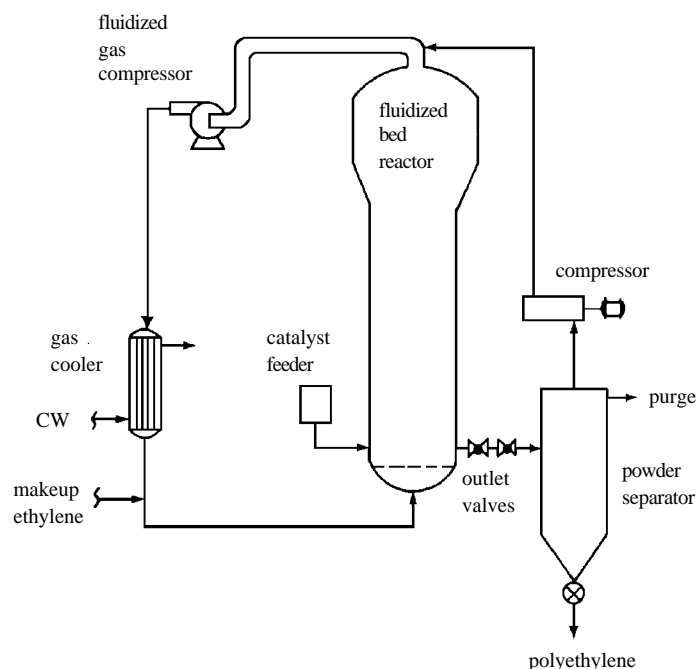 fluidized
gas
compressor
fluidized
bed
reactor
compressor
gas
cooler
catalyst
feeder
CW
purge
makeup
ethylene
outlet
valves
powder
separator
polyethylene